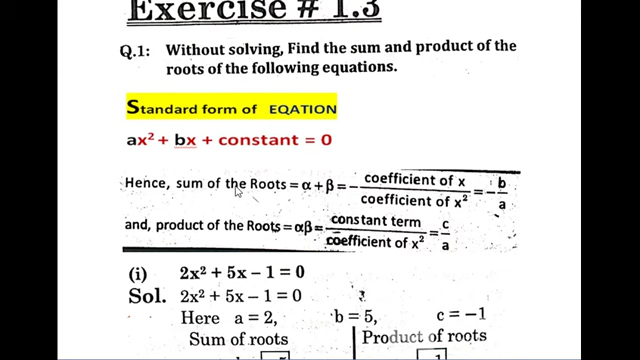 Exercise # 1.3
Q.1: Without solving, Find the sum and product of the
roots of the following equations.
Standard form of EQATION
ax² + bx + constant = 0
Hence, sum of the Roots = α + β = - coefficient of x / coefficient of x² = - b/a
and, product of the Roots = αβ = constant term / coefficient of x² = c/a
(i) 2x² + 5x – 1 = 0
Sol. 2x² + 5x – 1 = 0
Here a = 2, b = 5, c = –1
Sum of roots Product of roots